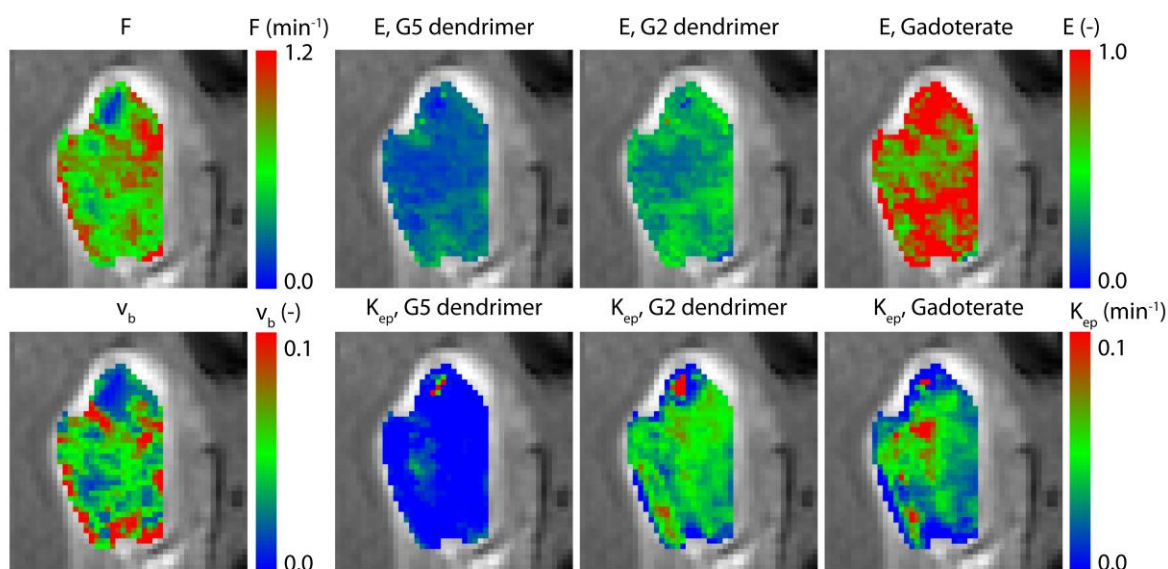 F
F (min⁻¹)
E, G5 dendrimer
E, G2 dendrimer
E, Gadoterate
E (-)
1.2
1.0
0.0
0.0
v_b
v_b (-)
K_ep, G5 dendrimer
K_ep, G2 dendrimer
K_ep, Gadoterate
K_ep (min⁻¹)
0.1
0.1
0.0
0.0